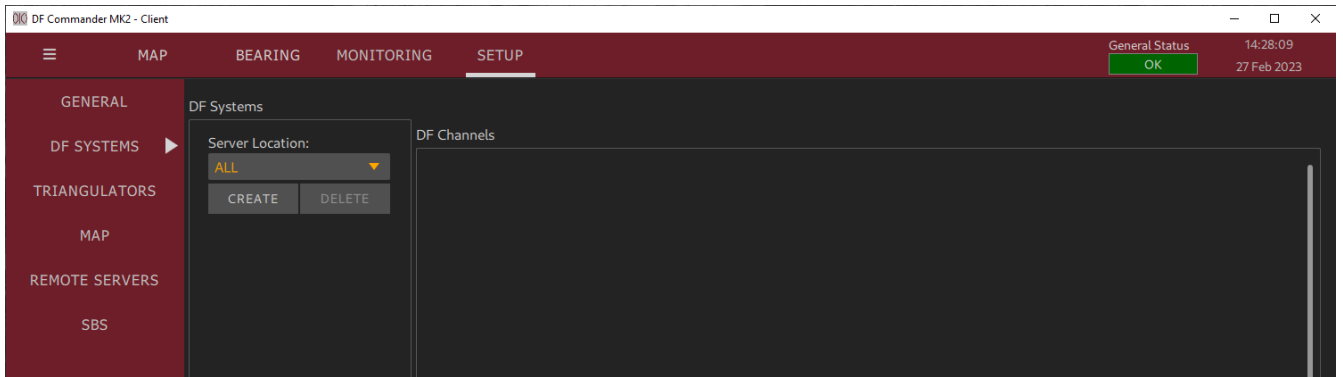 DF Commander MK2 - Client
MAP BEARING MONITORING SETUP
General Status
OK
14:28:09
27 Feb 2023
GENERAL
DF SYSTEMS
TRIANGULATORS
MAP
REMOTE SERVERS
SBS
DF Systems
Server Location:
ALL
CREATE DELETE
DF Channels